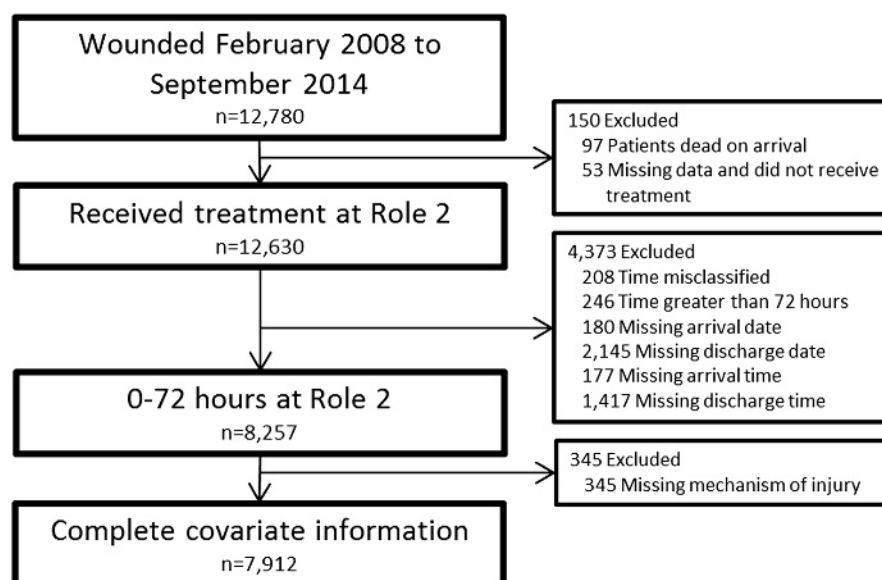 Wounded February 2008 to
September 2014
n=12,780
150 Excluded
97 Patients dead on arrival
53 Missing data and did not receive
treatment
Received treatment at Role 2
n=12,630
4,373 Excluded
208 Time misclassified
246 Time greater than 72 hours
180 Missing arrival date
2,145 Missing discharge date
177 Missing arrival time
1,417 Missing discharge time
0-72 hours at Role 2
n=8,257
345 Excluded
345 Missing mechanism of injury
Complete covariate information
n=7,912